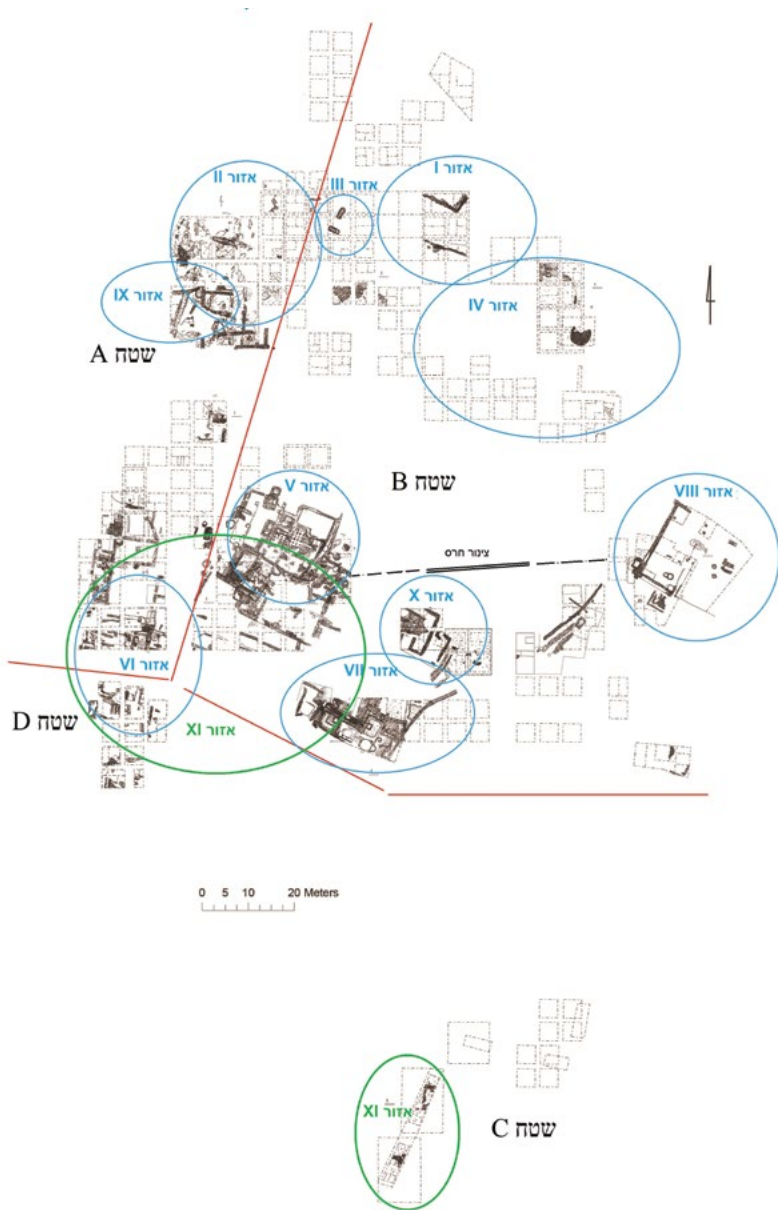 אזור I
אזור II
אזור III
אזור IX
אזור IV
שטח A
שטח B
אזור V
אזור VIII
צינור חרס
אזור X
אזור VI
אזור VII
שטח D
אזור XI
0 5 10 20 Meters
אזור XI
שטח C